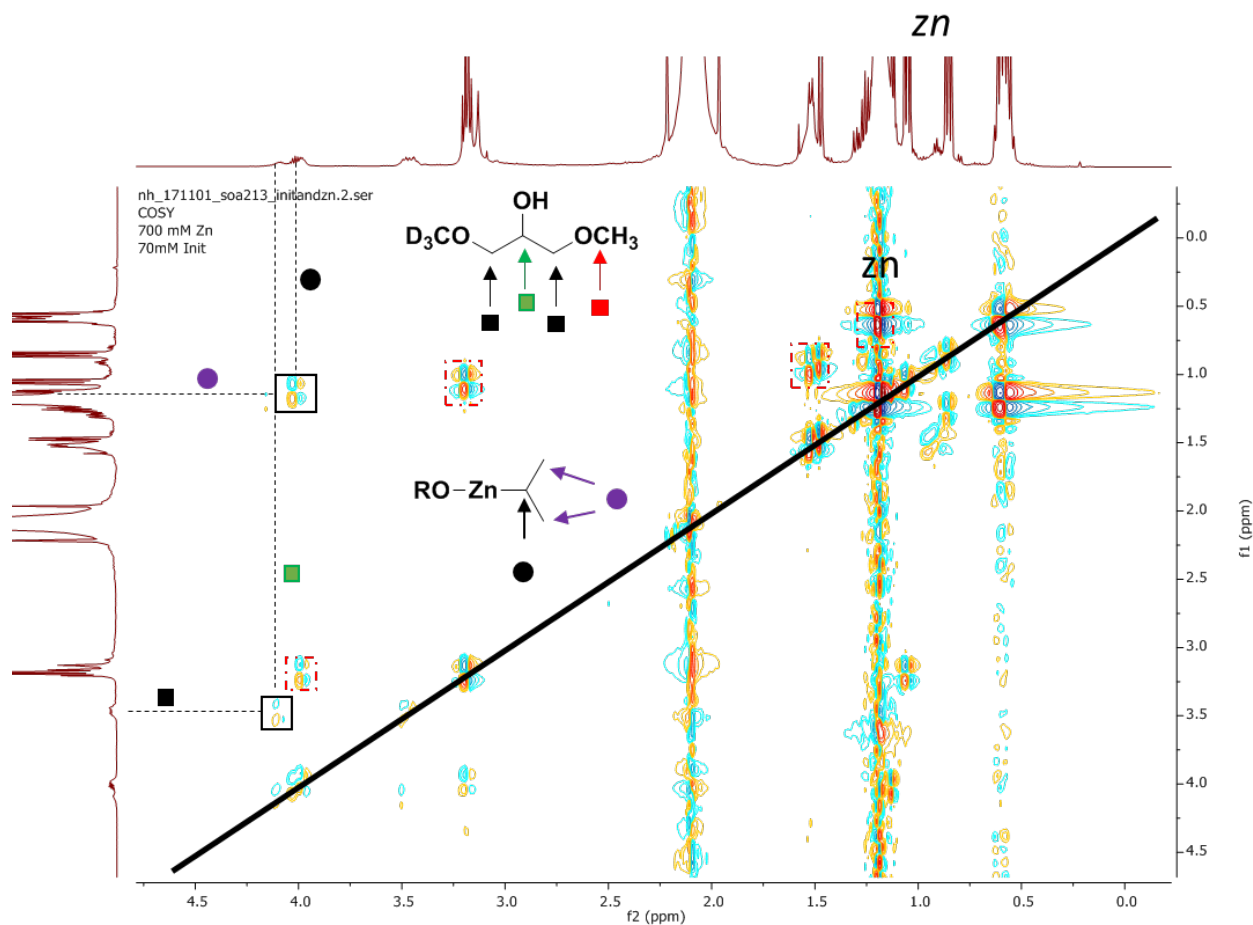 zn
nh_171101_soa213_initandzn.2.ser
COSY
700 mM Zn
70mM Init
OH
D3CO
OCH3
zn
RO-Zn
0.0
0.5
1.0
1.5
2.0
2.5
3.0
3.5
4.0
4.5
f1 (ppm)
4.5 4.0 3.5 3.0 2.5 2.0 1.5 1.0 0.5 0.0
f2 (ppm)